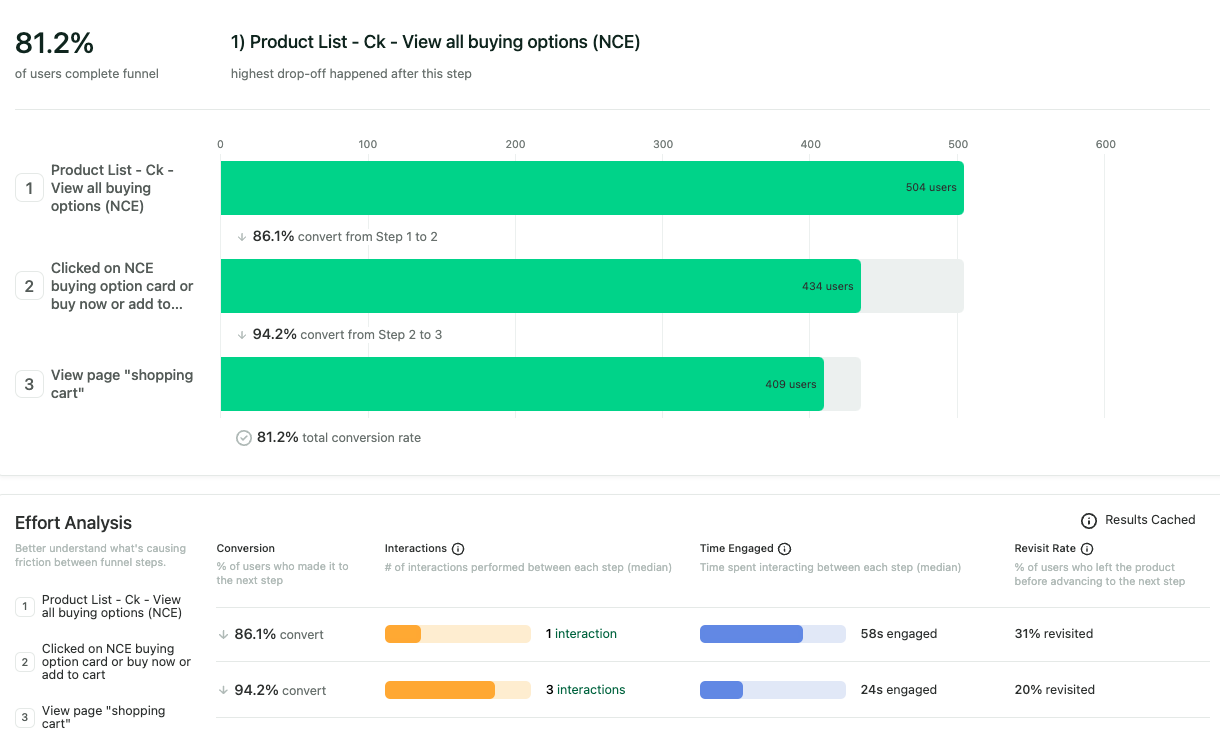 81.2%
of users complete funnel
1) Product List - Ck - View all buying options (NCE)
highest drop-off happened after this step
0 100 200 300 400 500 600
1
Product List - Ck -
View all buying
options (NCE)
504 users
86.1% convert from Step 1 to 2
2
Clicked on NCE
buying option card or
buy now or add to...
434 users
94.2% convert from Step 2 to 3
3
View page "shopping
cart"
409 users
81.2% total conversion rate
Effort Analysis
Better understand what's causing
friction between funnel steps.
Results Cached
Conversion
% of users who made it to
the next step
Interactions
# of interactions performed between each step (median)
Time Engaged
Time spent interacting between each step (median)
Revisit Rate
% of users who left the product
before advancing to the next step
1
Product List - Ck - View
all buying options (NCE)
86.1% convert
1 interaction
58s engaged
31% revisited
2
Clicked on NCE buying
option card or buy now or
add to cart
94.2% convert
3 interactions
24s engaged
20% revisited
3
View page "shopping
cart"